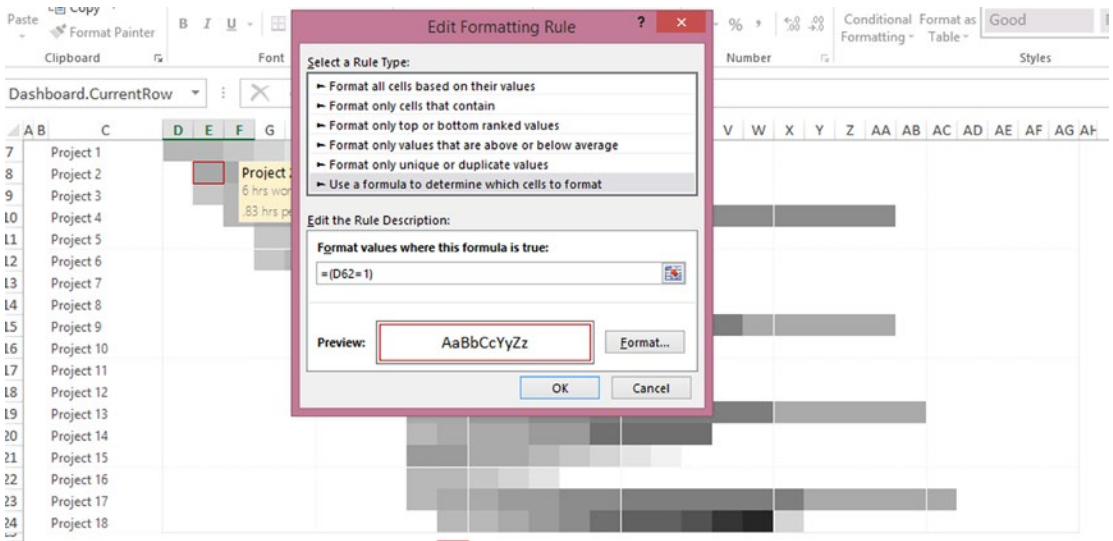 Paste
Copy
Format Painter
B I U
% ,
Conditional Format as
Formatting Table
Good
Clipboard
Font
Number
Styles
Edit Formatting Rule ? ×
Select a Rule Type:
► Format all cells based on their values
► Format only cells that contain
► Format only top or bottom ranked values
► Format only values that are above or below average
► Format only unique or duplicate values
► Use a formula to determine which cells to format
Edit the Rule Description:
Format values where this formula is true:
=(D62=1)
Preview: AaBbCcYyZz Format...
OK Cancel
Dashboard.CurrentRow
A B C D E F G V W X Y Z AA AB AC AD AE AF AG AH
7 Project 1
8 Project 2
9 Project 3
10 Project 4
11 Project 5
12 Project 6
13 Project 7
14 Project 8
15 Project 9
16 Project 10
17 Project 11
18 Project 12
19 Project 13
20 Project 14
21 Project 15
22 Project 16
23 Project 17
24 Project 18
Project
6 hrs
.83 hrs